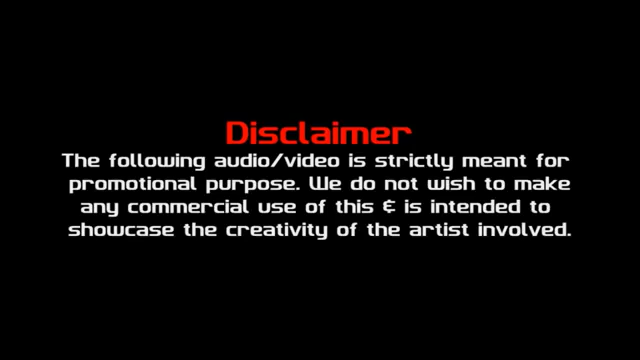 Disclaimer
The following audio/video is strictly meant for
promotional purpose. We do not wish to make
any commercial use of this & is intended to
showcase the creativity of the artist involved.